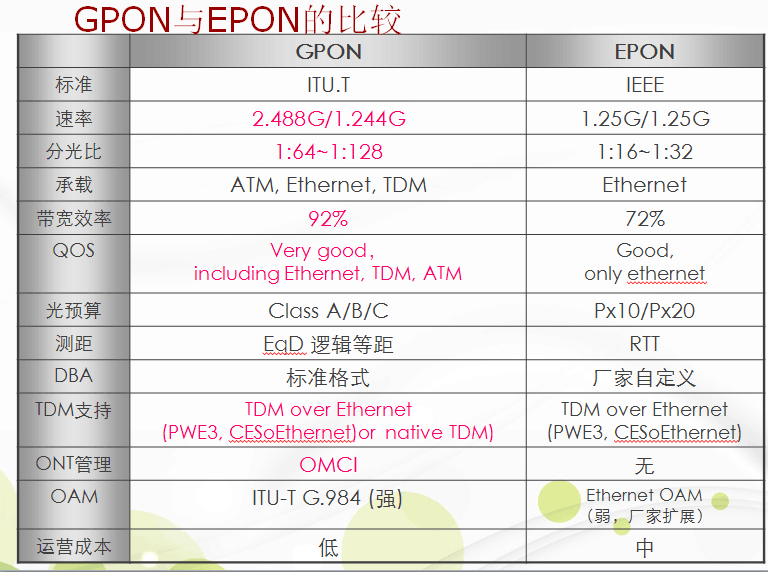 GPON与EPON的比较
GPON EPON
标准 ITU.T IEEE
速率 2.488G/1.244G 1.25G/1.25G
分光比 1:64~1:128 1:16~1:32
承载 ATM, Ethernet, TDM Ethernet
带宽效率 92% 72%
QOS Very good， Good,
including Ethernet, TDM, ATM only ethernet
光预算 Class A/B/C Px10/Px20
测距 EqD 逻辑等距 RTT
DBA 标准格式 厂家自定义
TDM支持 TDM over Ethernet TDM over Ethernet
(PWE3, CESoEthernet)or native TDM) (PWE3, CESoEthernet)
ONT管理 OMCI 无
OAM ITU-T G.984 (强) Ethernet OAM
（弱，厂家扩展）
运营成本 低 中